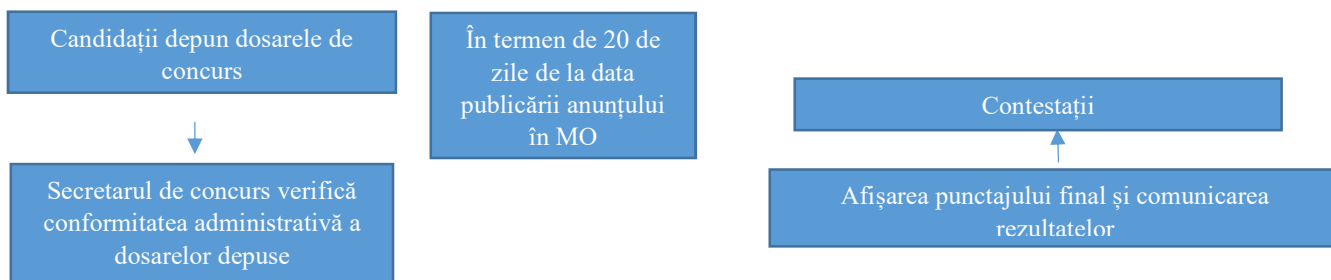 Candidații depun dosarele de
concurs
În termen de 20 de
zile de la data
publicării anunțului
în MO
Secretarul de concurs verifică
conformitatea administrativă a
dosarelor depuse
Contestații
Afișarea punctajului final și comunicarea
rezultatelor